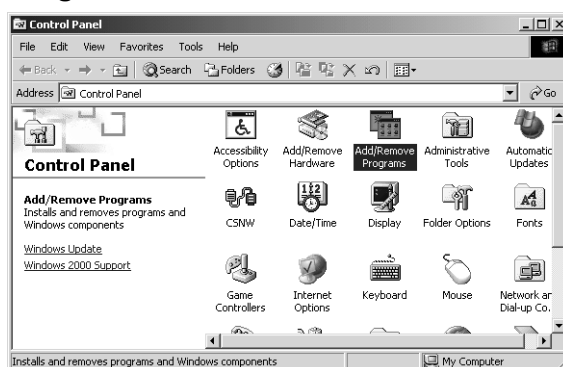 Control Panel
File Edit View Favorites Tools Help
Back Search Folders
Address Control Panel Go
Control Panel
Add/Remove Programs
Installs and removes programs and
Windows components
Windows Update
Windows 2000 Support
Accessibility
Options
Add/Remove
Hardware
Add/Remove
Programs
Administrative
Tools
Automatic
Updates
CSNW
Date/Time
Display
Folder Options
Fonts
Game
Controllers
Internet
Options
Keyboard
Mouse
Network ar
Dial-up Co.
Installs and removes programs and Windows components
My Computer